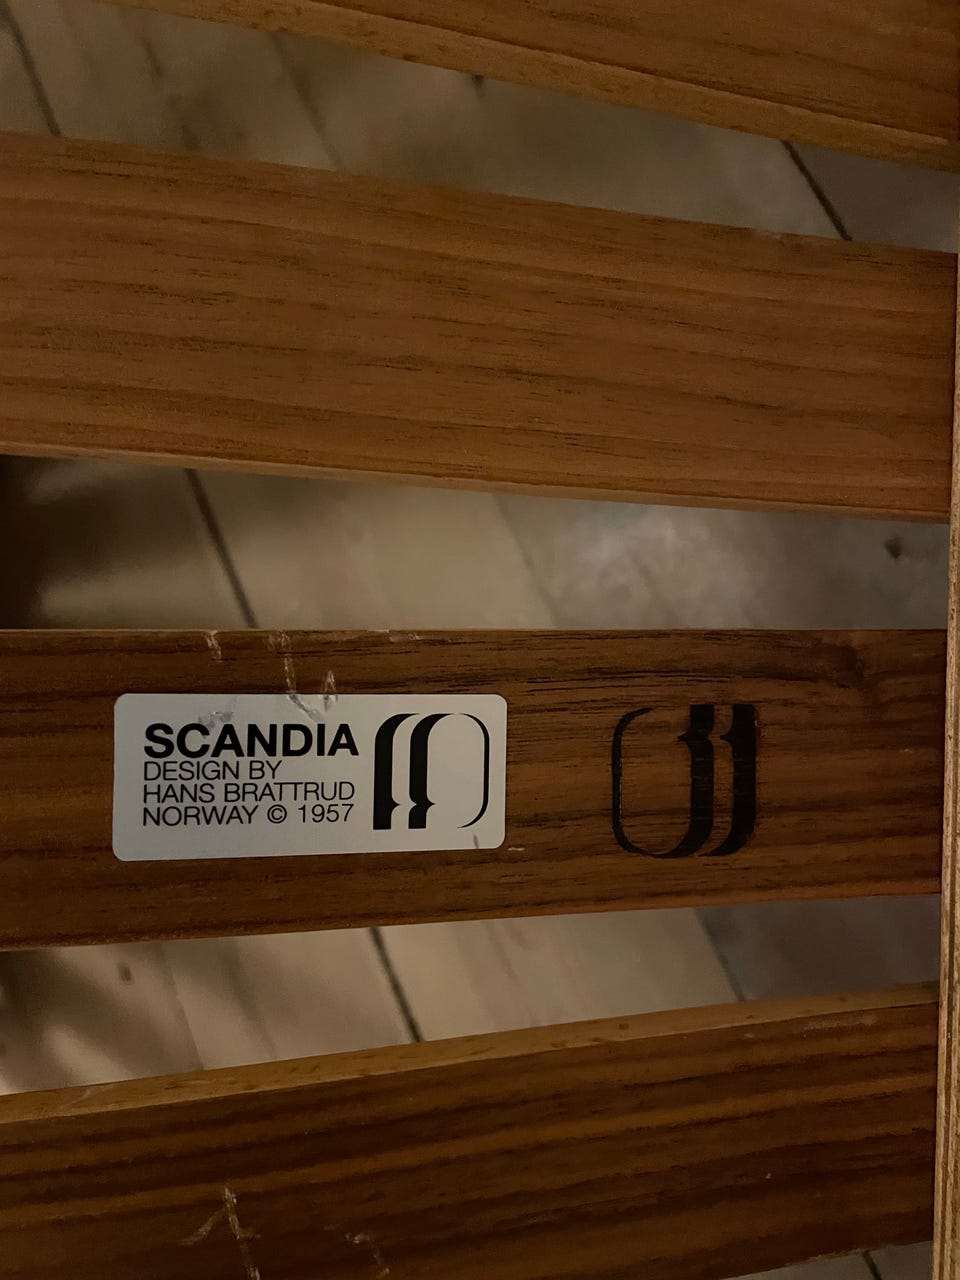 SCANDIA
DESIGN BY
HANS BRATTRUD
NORWAY © 1957